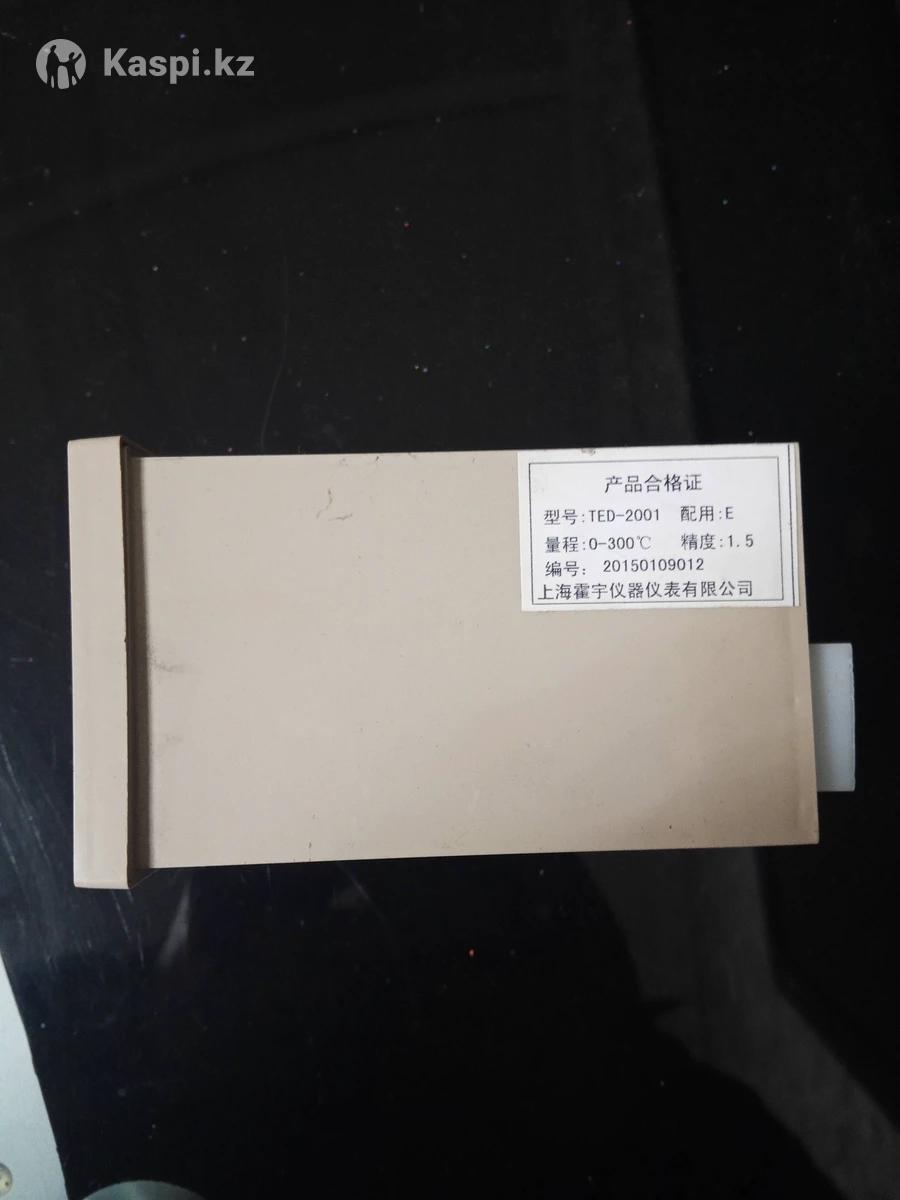 Kaspi.kz
产品合格证
型号:TED-2001 配用:E
量程:0-300℃ 精度:1.5
编号: 20150109012
上海霍宇仪器仪表有限公司